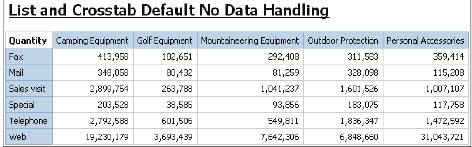 List and Crosstab Default No Data Handling
Quantity Camping Equipment Golf Equipment Mountaineering Equipment Outdoor Protection Personal Accessories
Fax 413,958 102,651 292,408 311,583 359,414
Mail 348,058 80,432 81,259 328,098 115,208
Sales visit 2,899,754 263,788 1,041,237 1,601,526 1,007,107
Special 203,528 38,585 93,856 183,075 117,758
Telephone 2,792,588 601,506 549,811 1,836,347 1,472,592
Web 19,230,179 3,693,439 7,642,306 6,848,660 31,043,721